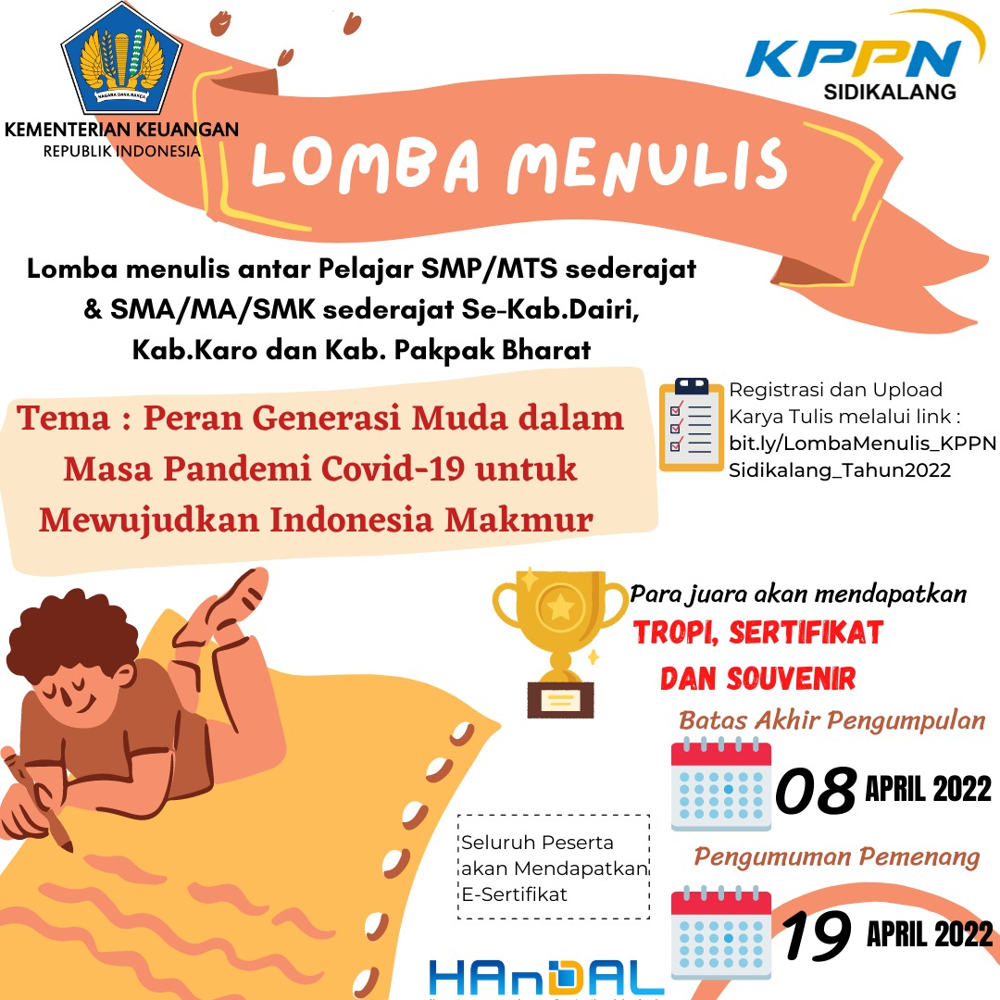 NAGARA DANA RAKCA
KEMENTERIAN KEUANGAN
REPUBLIK INDONESIA
KPPN
SIDIKALANG
LOMBA MENULIS
Lomba menulis antar Pelajar SMP/MTS sederajat
& SMA/MA/SMK sederajat Se-Kab.Dairi,
Kab.Karo dan Kab. Pakpak Bharat
Tema : Peran Generasi Muda dalam
Masa Pandemi Covid-19 untuk
Mewujudkan Indonesia Makmur
Registrasi dan Upload
Karya Tulis melalui link :
bit.ly/LombaMenulis_KPPN
Sidikalang_Tahun2022
Para juara akan mendapatkan
TROPI, SERTIFIKAT
DAN SOUVENIR
Batas Akhir Pengumpulan
08 APRIL 2022
Seluruh Peserta
akan Mendapatkan
E-Sertifikat
Pengumuman Pemenang
19 APRIL 2022
HAnDAL